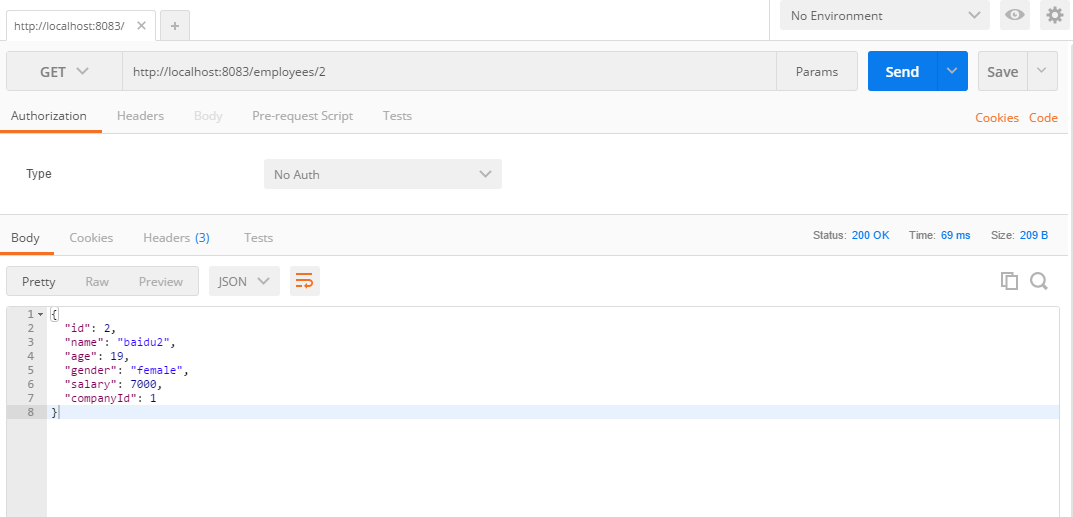 http://localhost:8083/ × +
No Environment
GET http://localhost:8083/employees/2 Params Send Save
Authorization Headers Body Pre-request Script Tests Cookies Code
Type No Auth
Body Cookies Headers (3) Tests Status: 200 OK Time: 69 ms Size: 209 B
Pretty Raw Preview JSON
1 {
2 "id": 2,
3 "name": "baidu2",
4 "age": 19,
5 "gender": "female",
6 "salary": 7000,
7 "companyId": 1
8 }